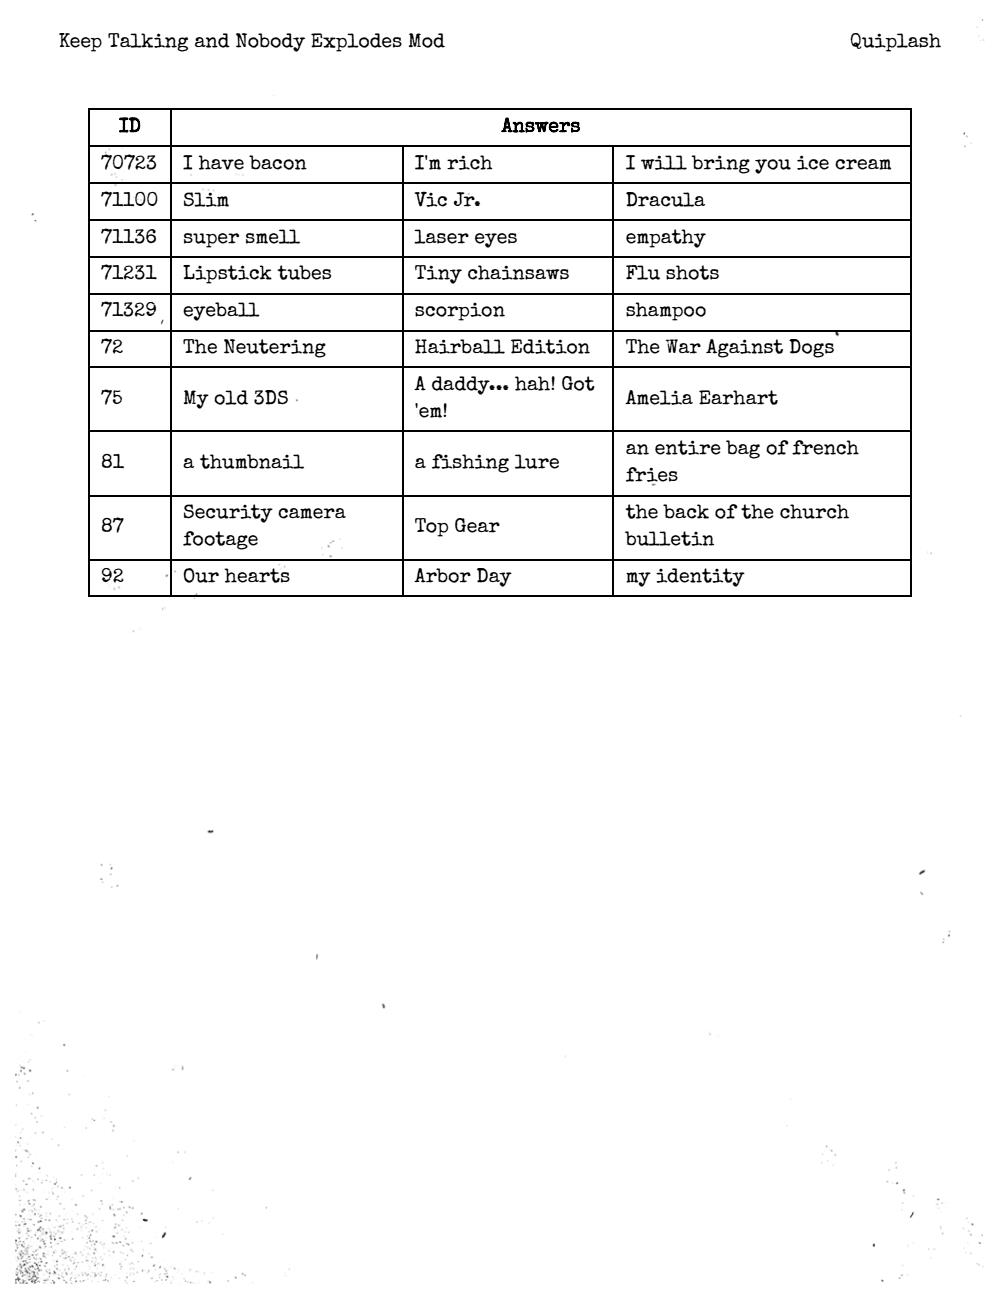 Keep Talking and Nobody Explodes Mod Quiplash
ID Answers
70723 I have bacon I'm rich I will bring you ice cream
71100 Slim Vic Jr. Dracula
71136 super smell laser eyes empathy
71231 Lipstick tubes Tiny chainsaws Flu shots
71329 eyeball scorpion shampoo
72 The Neutering Hairball Edition The War Against Dogs
75 My old 3DS A daddy... hah! Got
'em! Amelia Earhart
81 a thumbnail a fishing lure an entire bag of french
fries
87 Security camera
footage Top Gear the back of the church
bulletin
92 Our hearts Arbor Day my identity